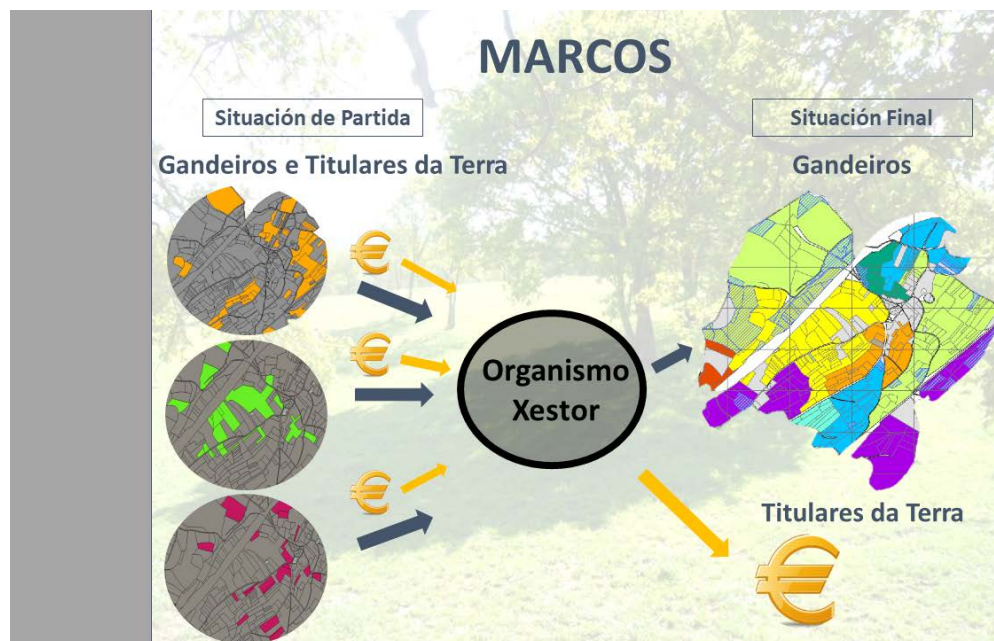 MARCOS
Situación de Partida
Situación Final
Gandeiros e Titulares da Terra
Gandeiros
€
€
€
Organismo
Xestor
Titulares da Terra
€